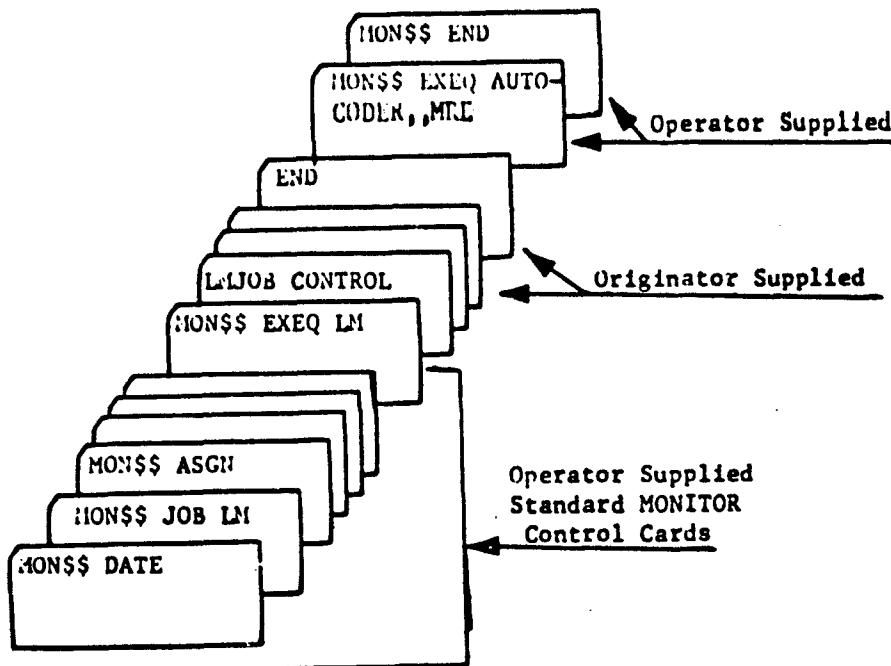 MON$$ END
MON$$ EXEQ AUTO-
CODER,,MRE
Operator Supplied
END
Originator Supplied
LMJOB CONTROL
MON$$ EXEQ LM
MON$$ ASGN
Operator Supplied
Standard MONITOR
Control Cards
MON$$ JOB LM
MON$$ DATE